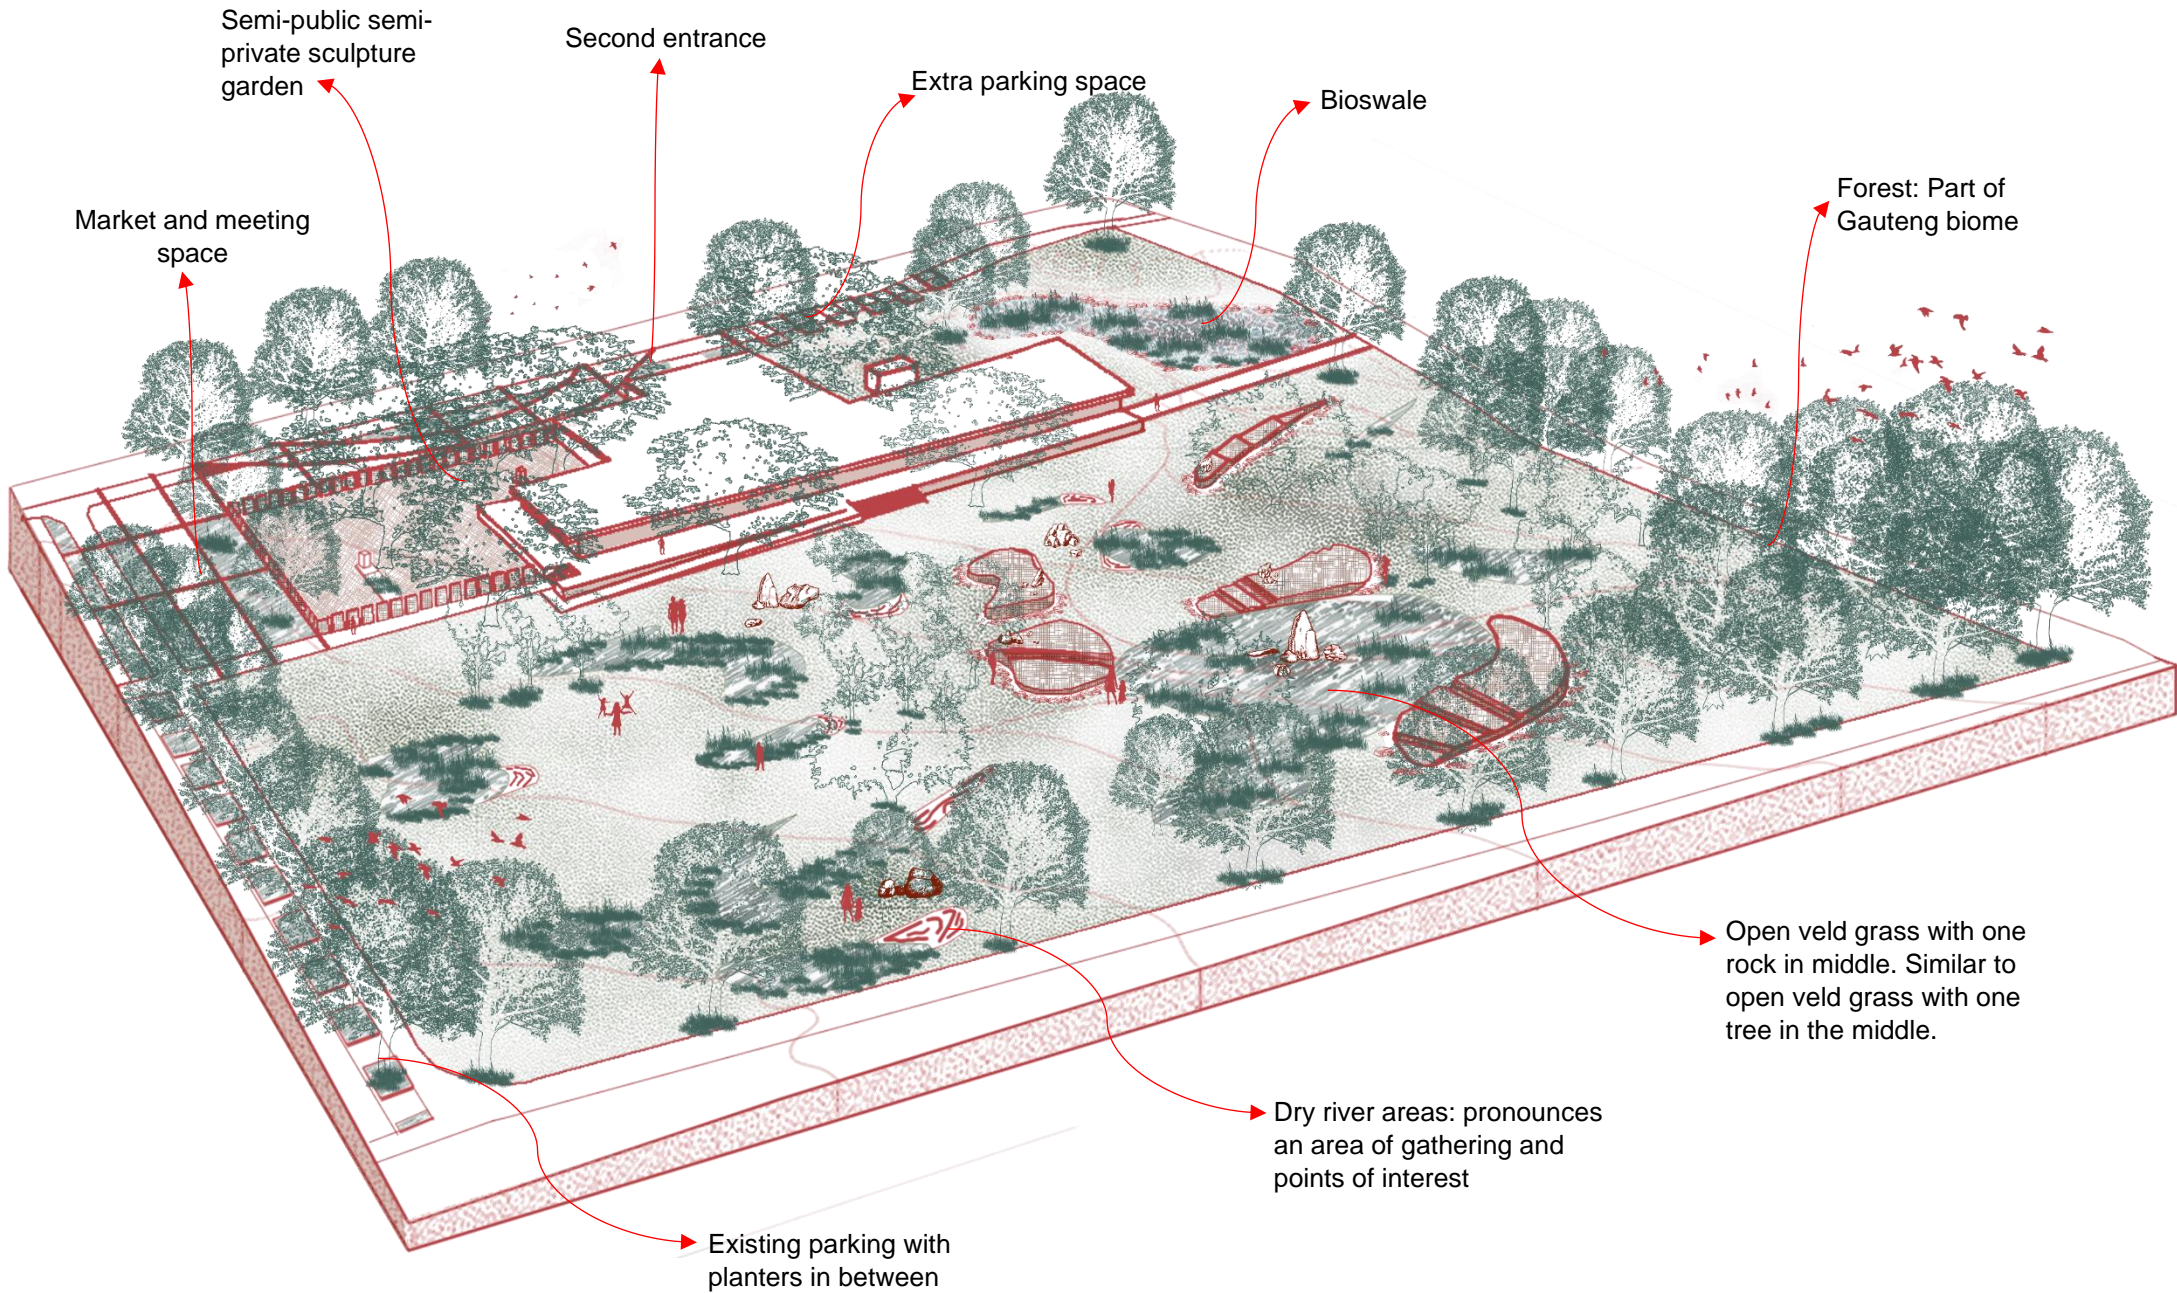 Semi-public semi-
private sculpture
garden
Second entrance
Extra parking space
Bioswale
Forest: Part of
Gauteng biome
Market and meeting
space
Open veld grass with one
rock in middle. Similar to
open veld grass with one
tree in the middle.
Dry river areas: pronounces
an area of gathering and
points of interest
Existing parking with
planters in between